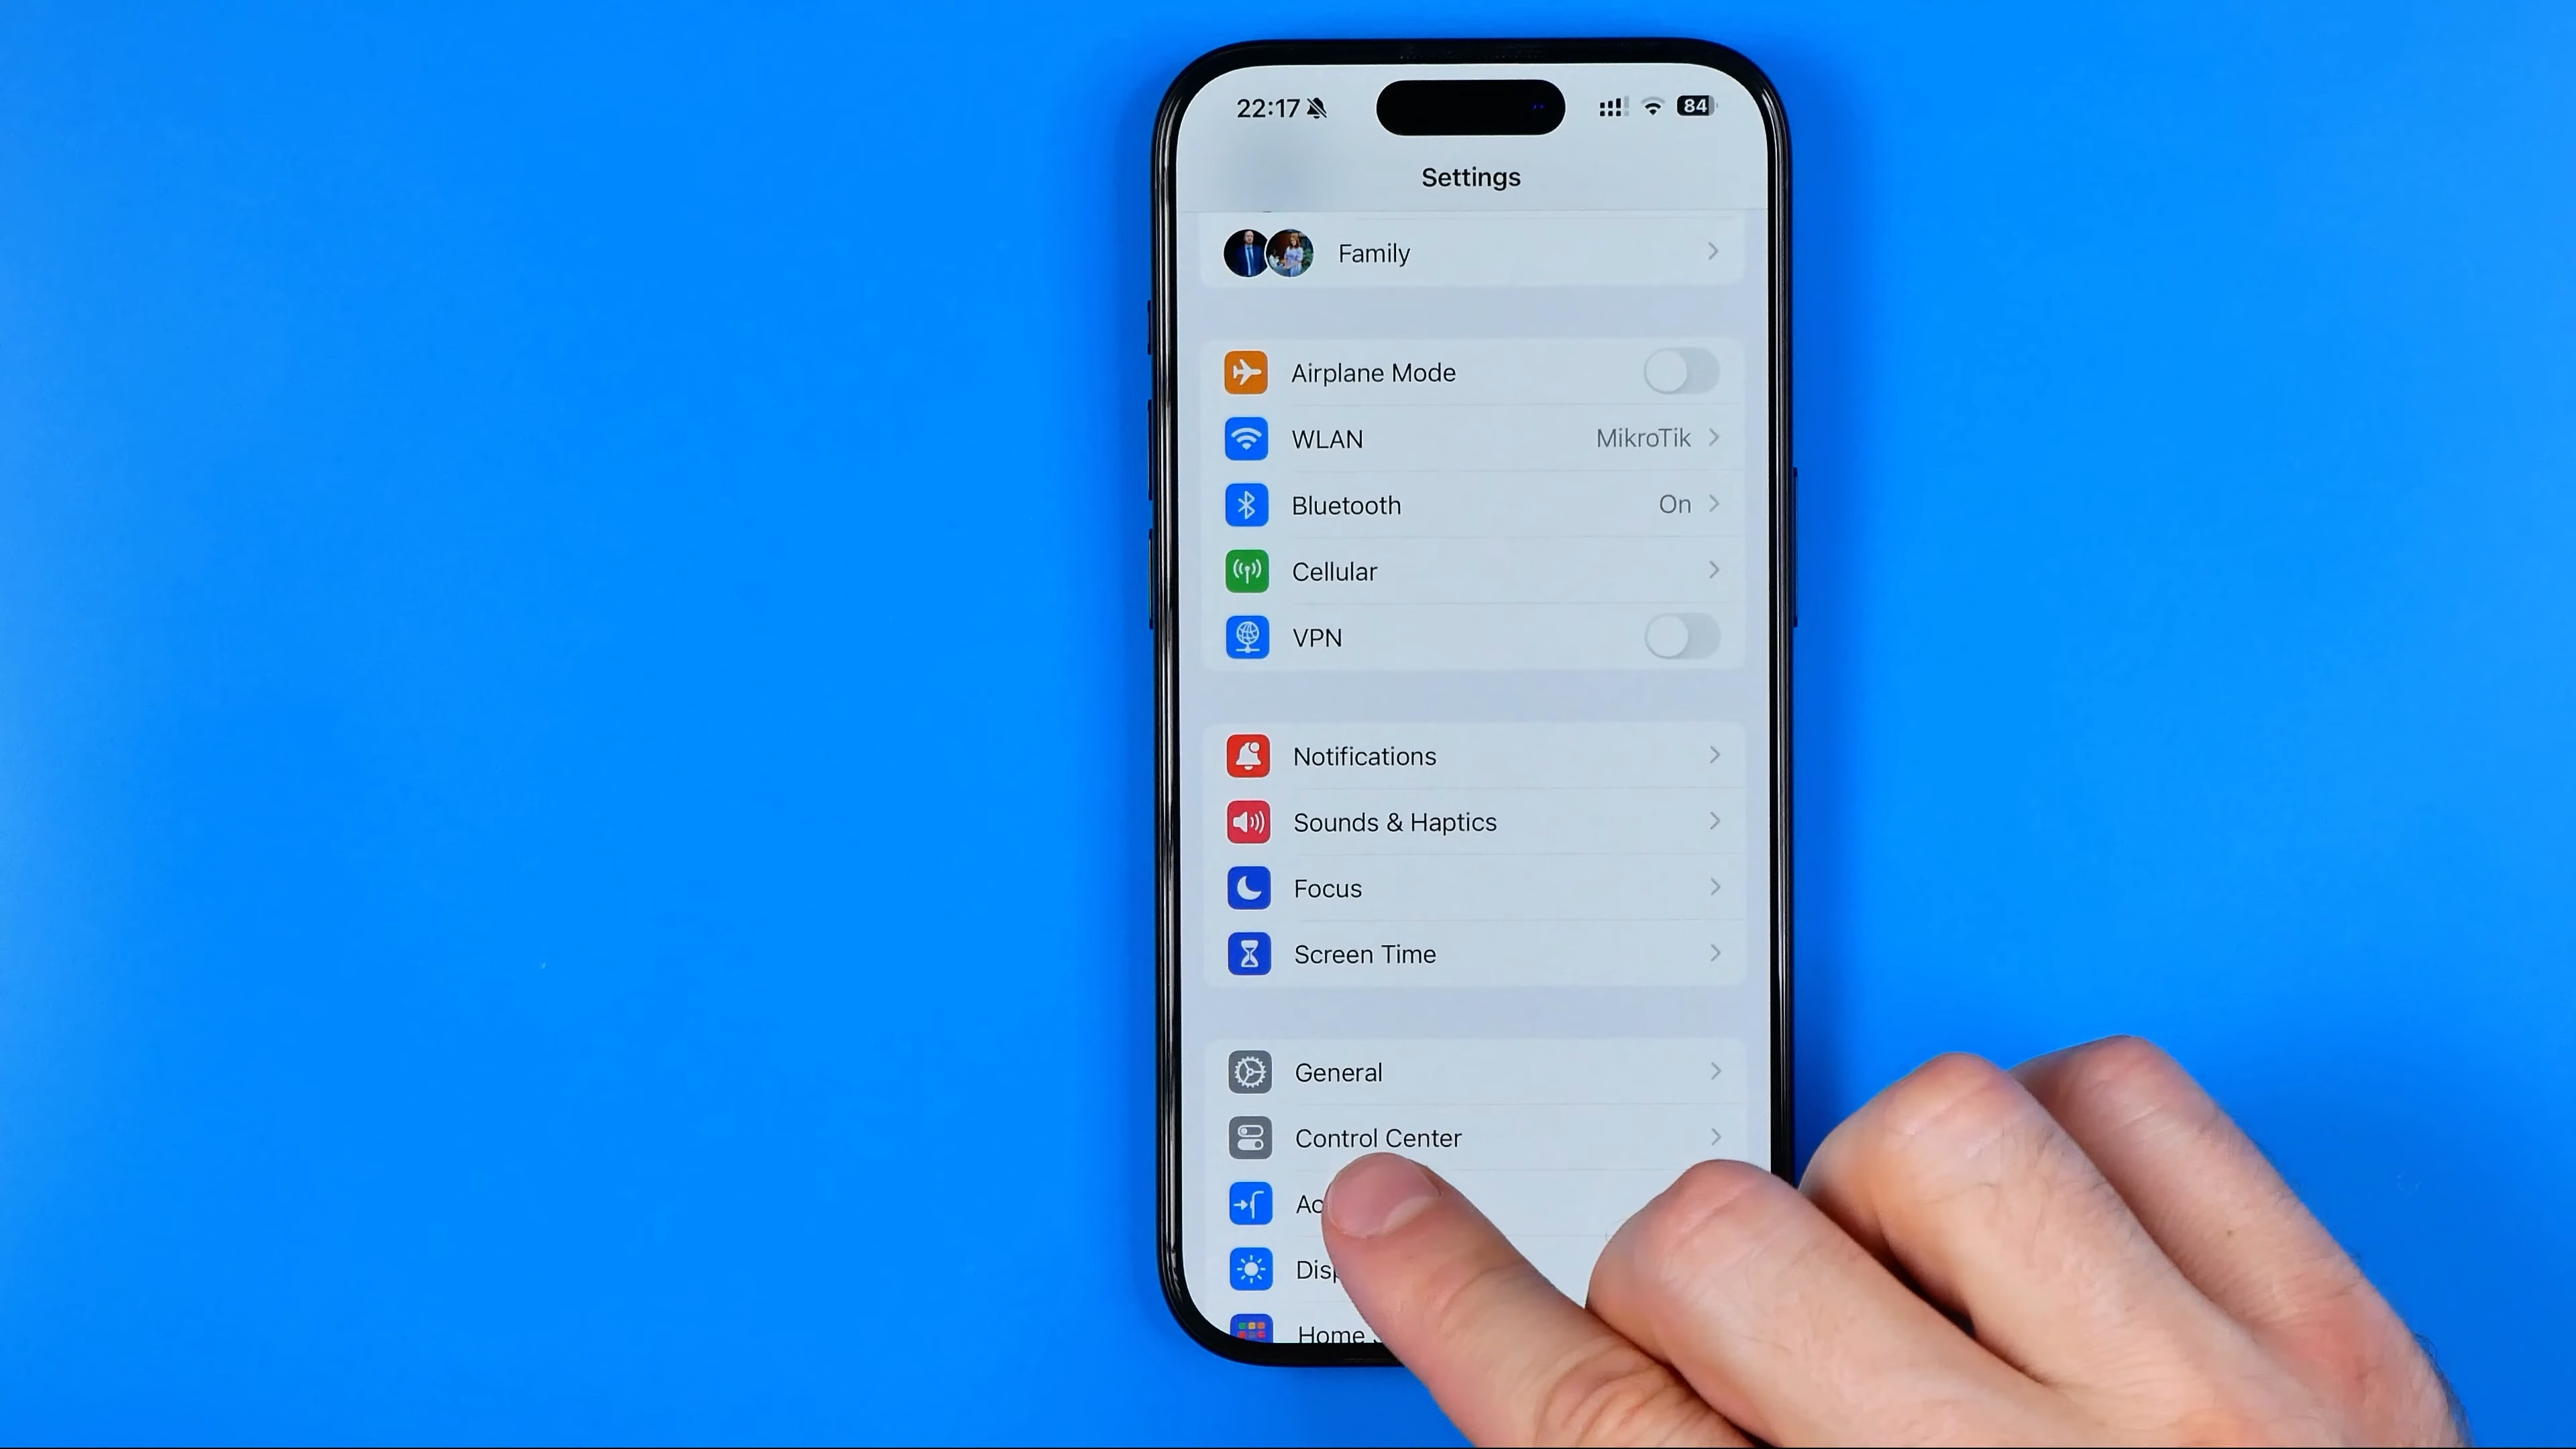 22:17
84
Settings
Family
Airplane Mode
WLAN MikroTik
Bluetooth On
Cellular
VPN
Notifications
Sounds & Haptics
Focus
Screen Time
General
Control Center
Home